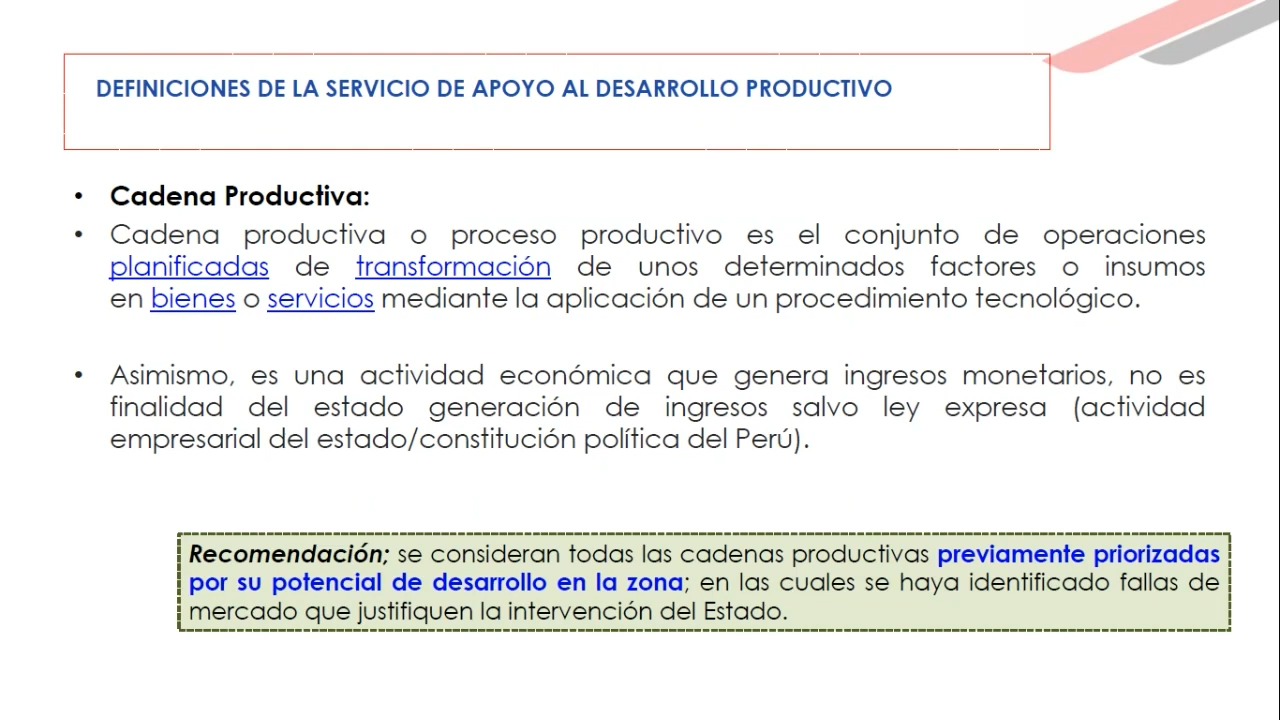 DEFINICIONES DE LA SERVICIO DE APOYO AL DESARROLLO PRODUCTIVO
• Cadena Productiva:
• Cadena productiva o proceso productivo es el conjunto de operaciones
planificadas de transformación de unos determinados factores o insumos
en bienes o servicios mediante la aplicación de un procedimiento tecnológico.
• Asimismo, es una actividad económica que genera ingresos monetarios, no es
finalidad del estado generación de ingresos salvo ley expresa (actividad
empresarial del estado/constitución política del Perú).
Recomendación; se consideran todas las cadenas productivas previamente priorizadas
por su potencial de desarrollo en la zona; en las cuales se haya identificado fallas de
mercado que justifiquen la intervención del Estado.